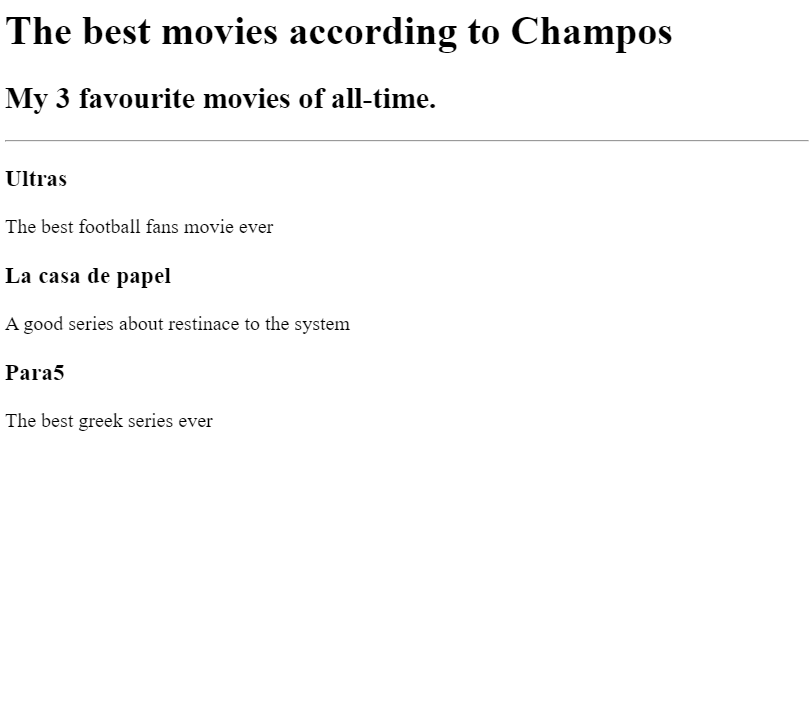 The best movies according to Champos
My 3 favourite movies of all-time.
Ultras
The best football fans movie ever
La casa de papel
A good series about restinace to the system
Para5
The best greek series ever